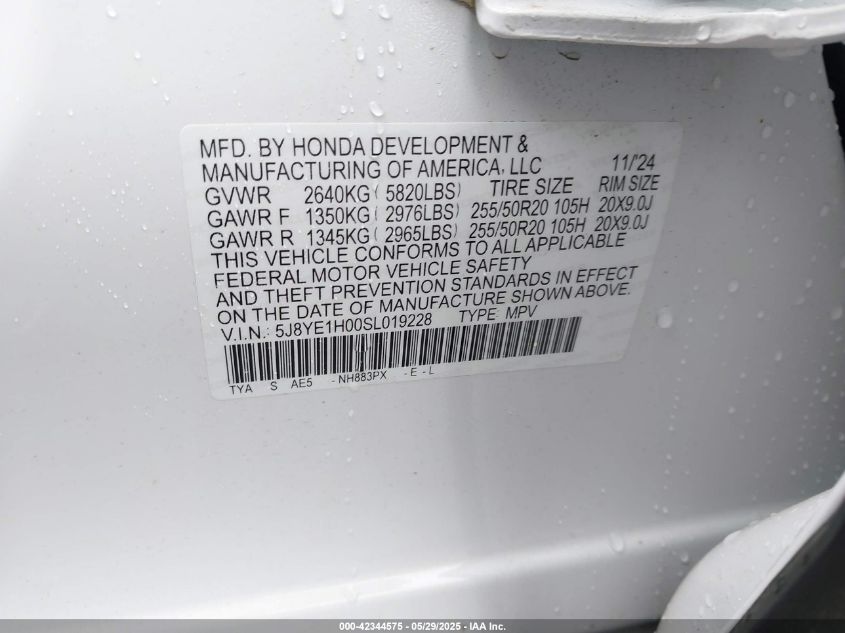 MFD. BY HONDA DEVELOPMENT &
MANUFACTURING OF AMERICA, LLC 11/'24
GVWR 2640KG ( 5820LBS) TIRE SIZE RIM SIZE
GAWR F 1350KG ( 2976LBS) 255/50R20 105H 20X9.0J
GAWR R 1345KG ( 2965LBS) 255/50R20 105H 20X9.0J
THIS VEHICLE CONFORMS TO ALL APPLICABLE
FEDERAL MOTOR VEHICLE SAFETY
AND THEFT PREVENTION STANDARDS IN EFFECT
ON THE DATE OF MANUFACTURE SHOWN ABOVE.
V.I.N.: 5J8YE1H00SL019228 TYPE: MPV
TYA S AE5 - NH883PX - E - L
000-42344575 - 05/29/2025 - IAA Inc.